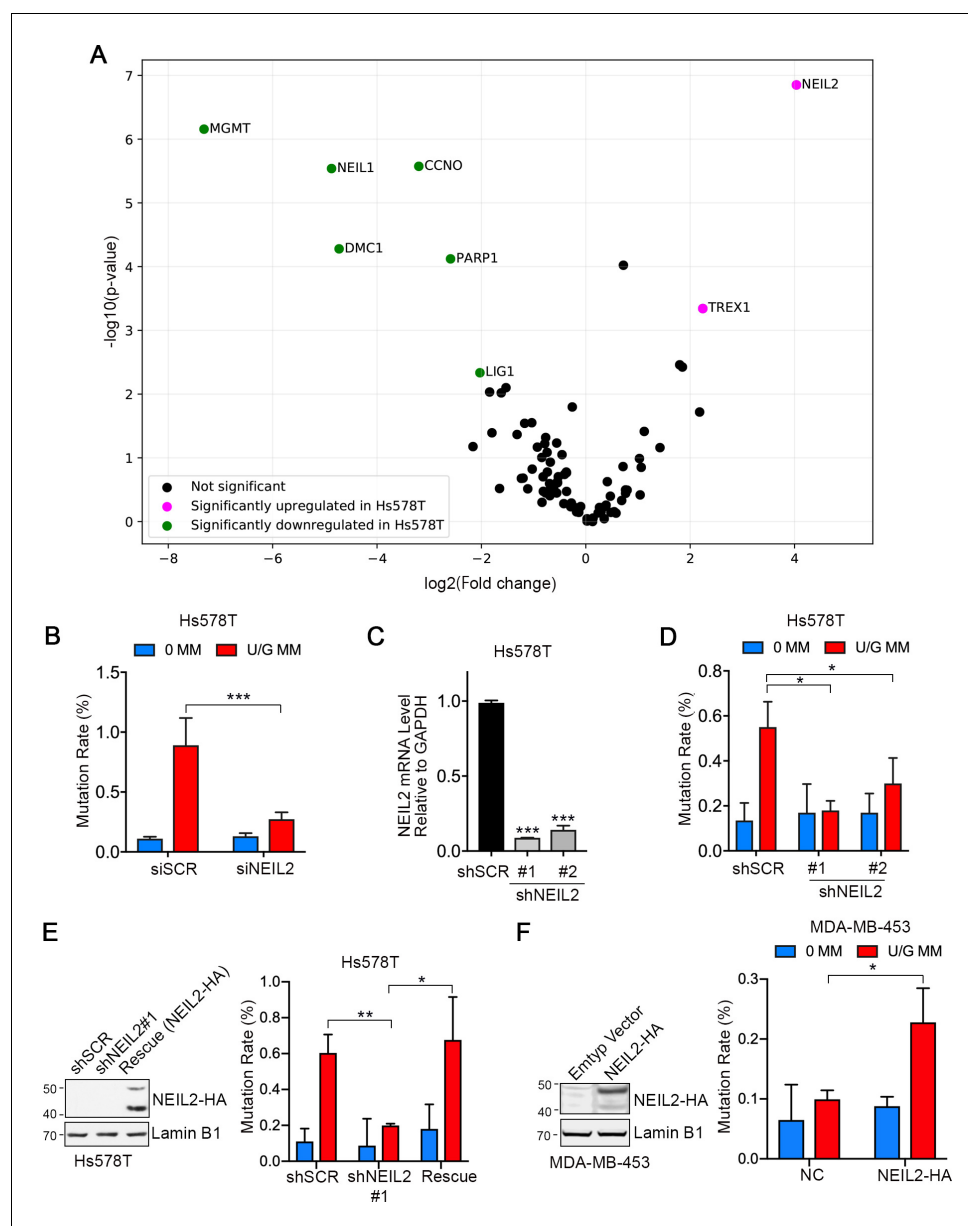 A
NEIL2
MGMT
NEIL1
CCNO
DMC1
PARP1
TREX1
LIG1
7
6
5
4
3
2
1
0
-log10(p-value)
Not significant
Significantly upregulated in Hs578T
Significantly downregulated in Hs578T
−8 −6 −4 −2 0 2 4
log2(Fold change)
B
Hs578T
0 MM U/G MM
***
1.5
1.0
0.5
0.0
Mutation Rate (%)
siSCR siNEIL2
C
Hs578T
1.0
0.5
0.0
NEIL2 mRNA Level
Relative to GAPDH
*** ***
shSCR #1 #2
shNEIL2
D
Hs578T
0 MM U/G MM
*
*
0.8
0.6
0.4
0.2
0.0
Mutation Rate (%)
shSCR #1 #2
shNEIL2
E
shSCR
shNEIL2#1
Rescue (NEIL2-HA)
50
40
NEIL2-HA
70
Lamin B1
Hs578T
Hs578T
** *
1.0
0.8
0.6
0.4
0.2
0.0
Mutation Rate (%)
shSCR shNEIL2 Rescue
#1
F
Emtyp Vector
NEIL2-HA
50
40
NEIL2-HA
70
Lamin B1
MDA-MB-453
MDA-MB-453
0 MM U/G MM
*
0.3
0.2
0.1
0.0
Mutation Rate (%)
NC NEIL2-HA